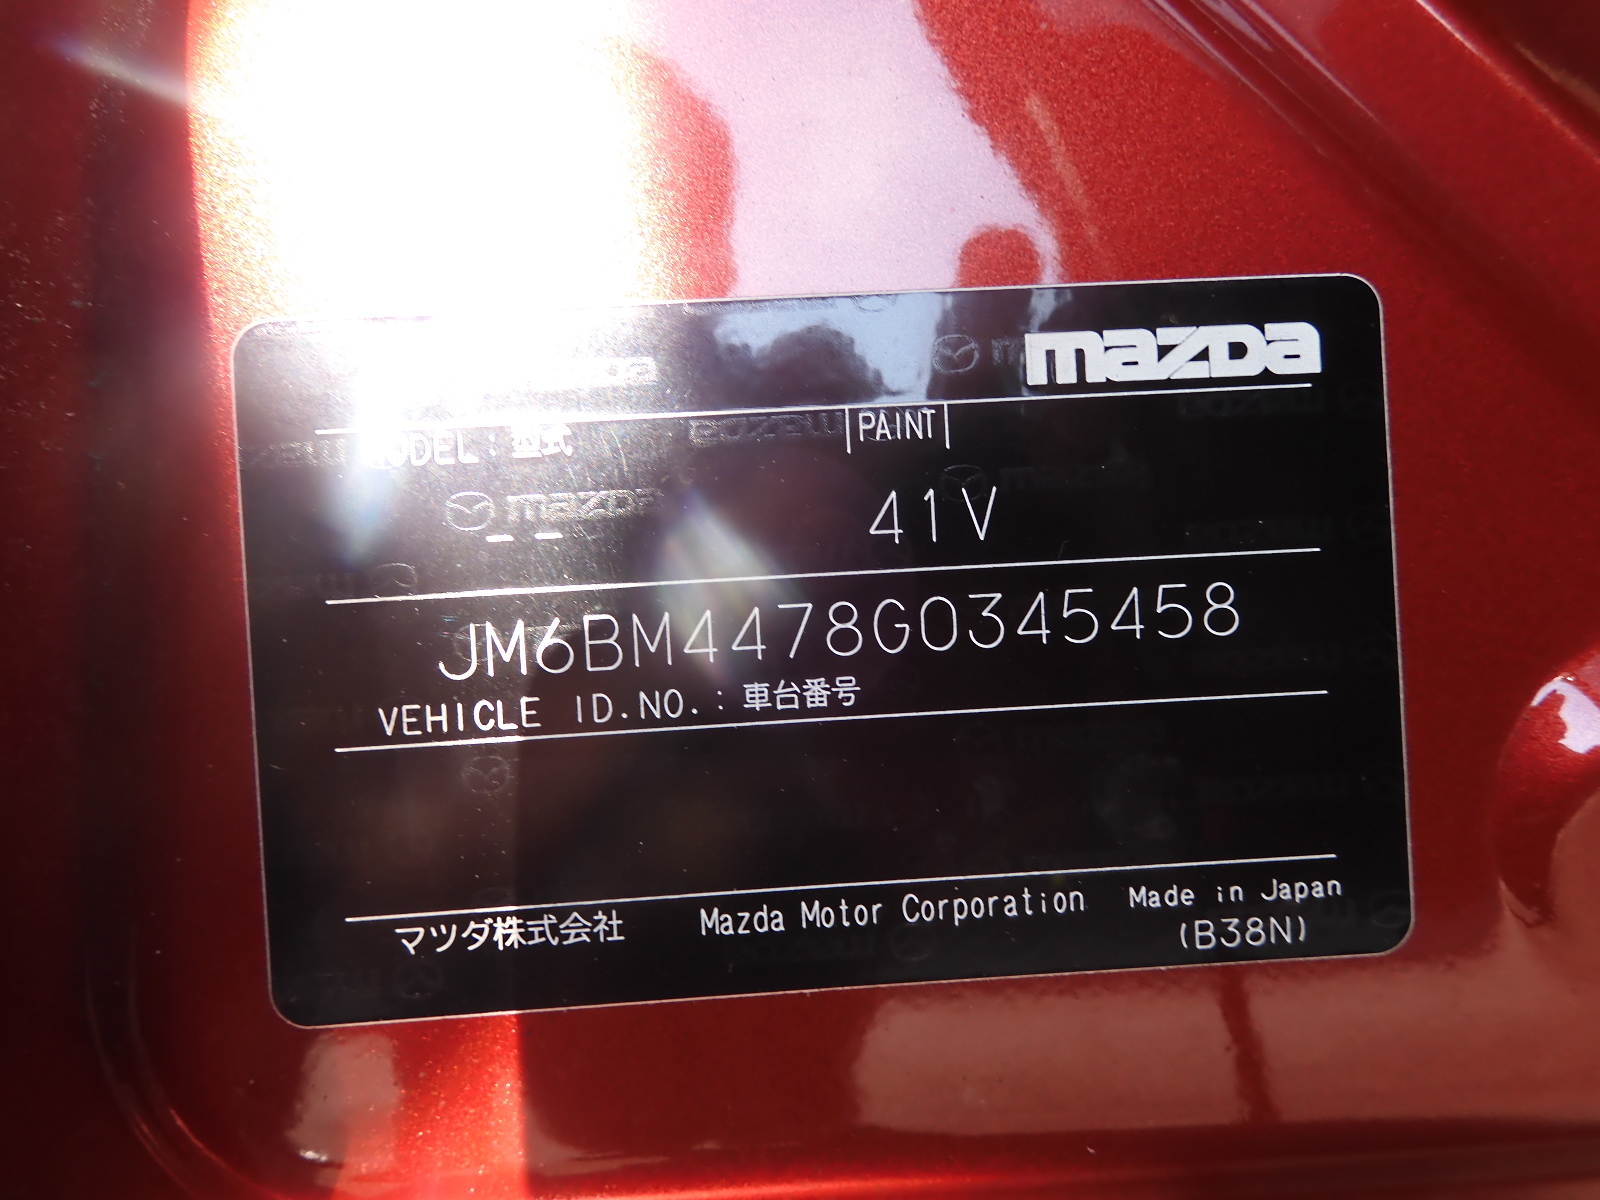 mazda
MODEL : 型式
PAINT
mazda
- -
41V
JM6BM4478G0345458
VEHICLE ID.NO.: 車台番号
マツダ株式会社
Mazda Motor Corporation
Made in Japan
(B38N)